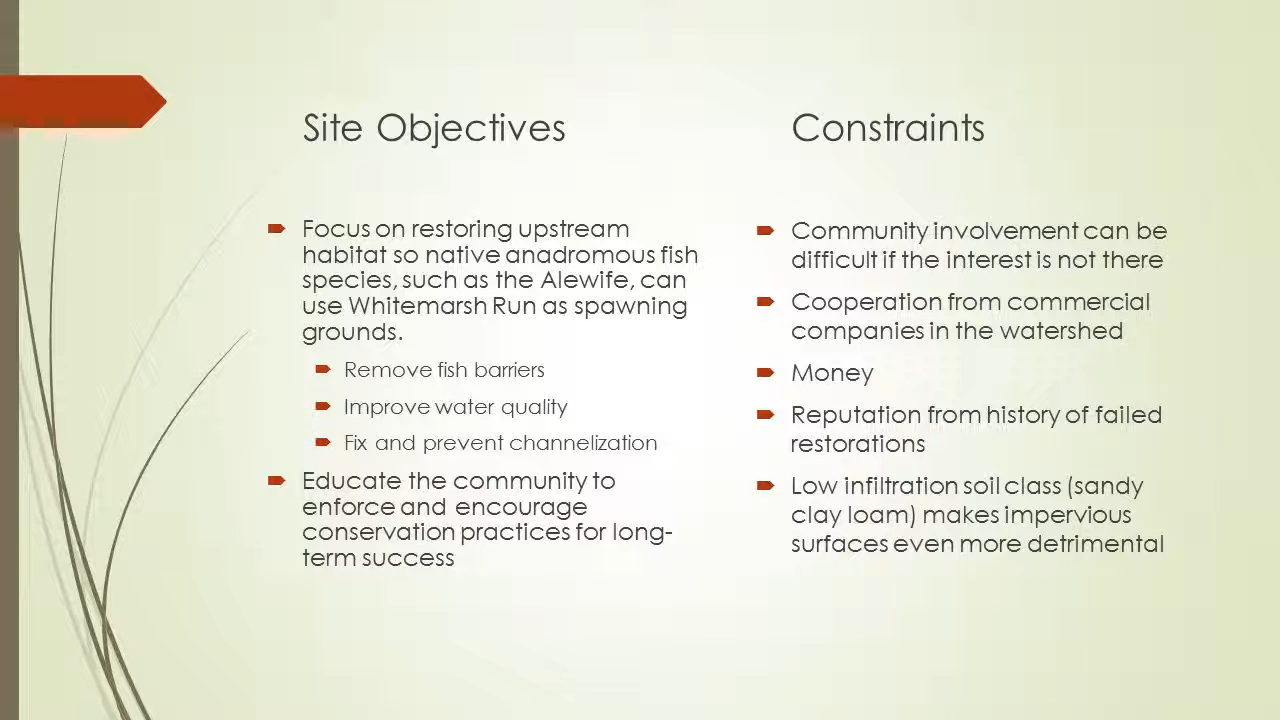 Site Objectives
Focus on restoring upstream
habitat so native anadromous fish
species, such as the Alewife, can
use Whitemarsh Run as spawning
grounds.
Remove fish barriers
Improve water quality
Fix and prevent channelization
Educate the community to
enforce and encourage
conservation practices for long-
term success
Constraints
Community involvement can be
difficult if the interest is not there
Cooperation from commercial
companies in the watershed
Money
Reputation from history of failed
restorations
Low infiltration soil class (sandy
clay loam) makes impervious
surfaces even more detrimental